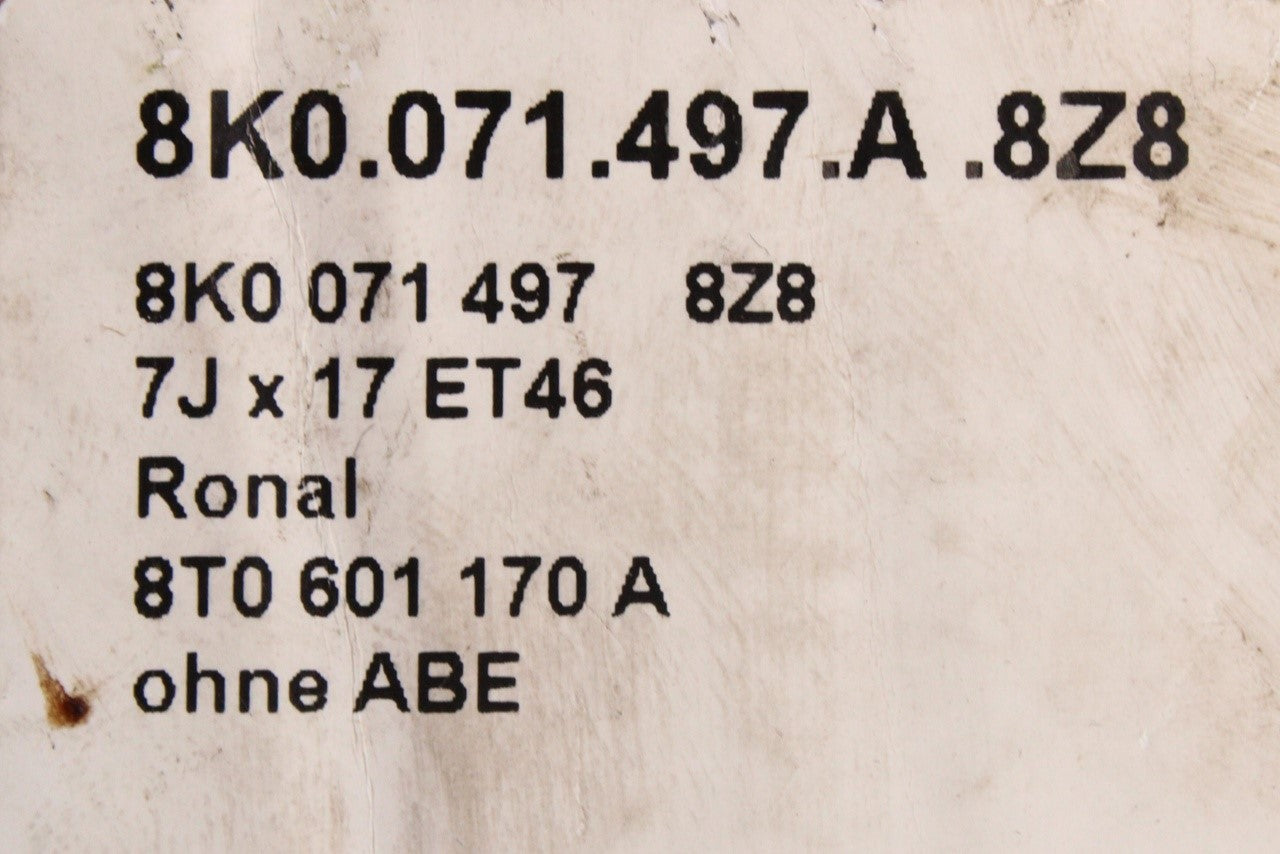 8K0.071.497.A .8Z8
8K0 071 497 8Z8
7J x 17 ET46
Ronal
8T0 601 170 A
ohne ABE